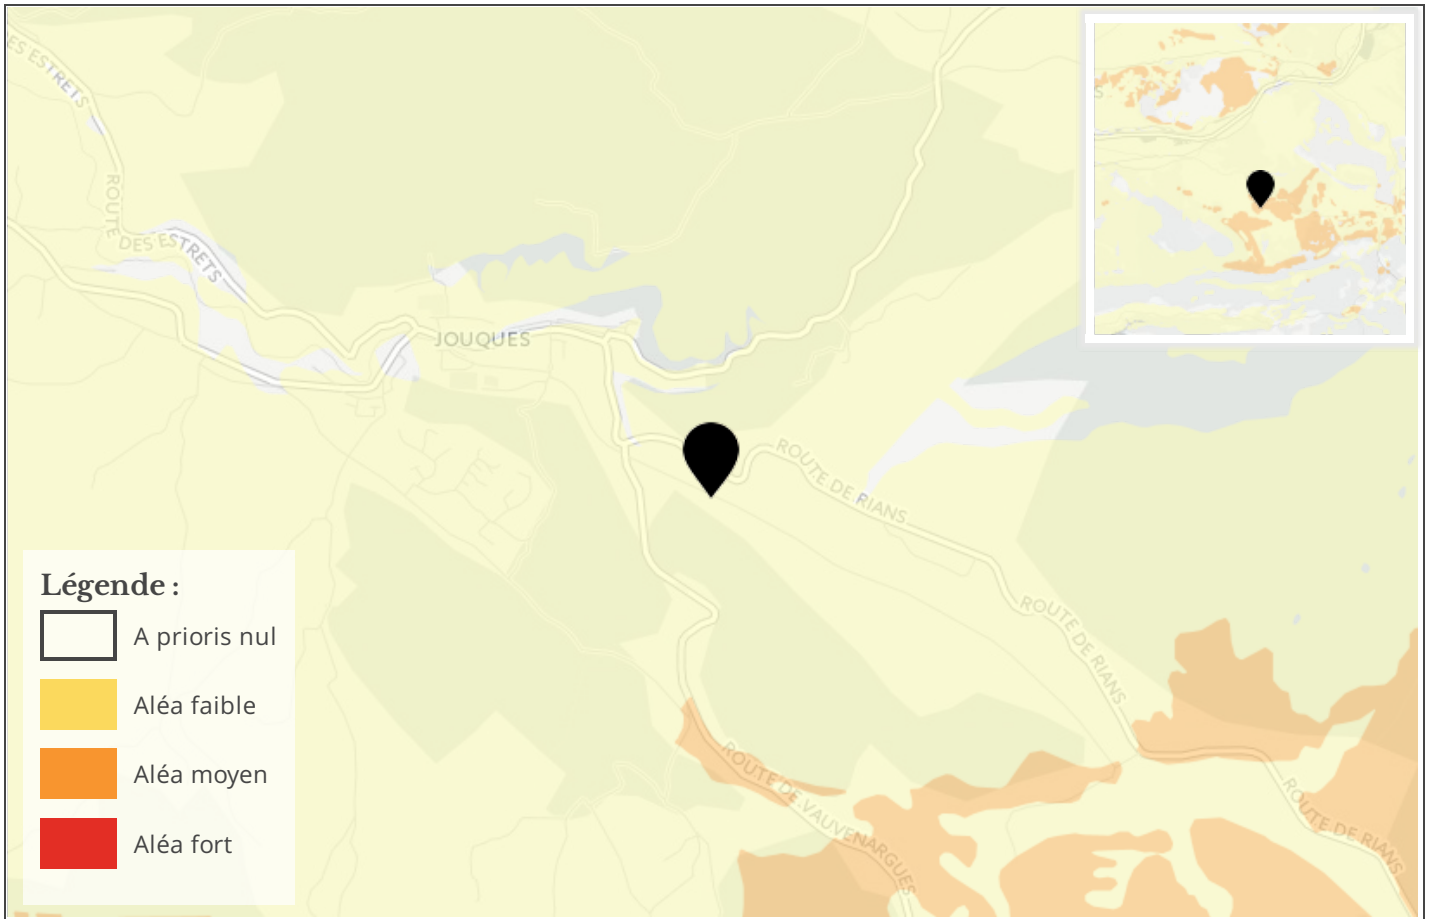 DES ESTRETS
ROUTE DES ESTRETS
JOUQUES
ROUTE DE RIANS
ROUTE DE RIANS
ROUTE DE RIANS
ROUTE DE VAUVENARGUES
Légende :
A prioris nul
Aléa faible
Aléa moyen
Aléa fort